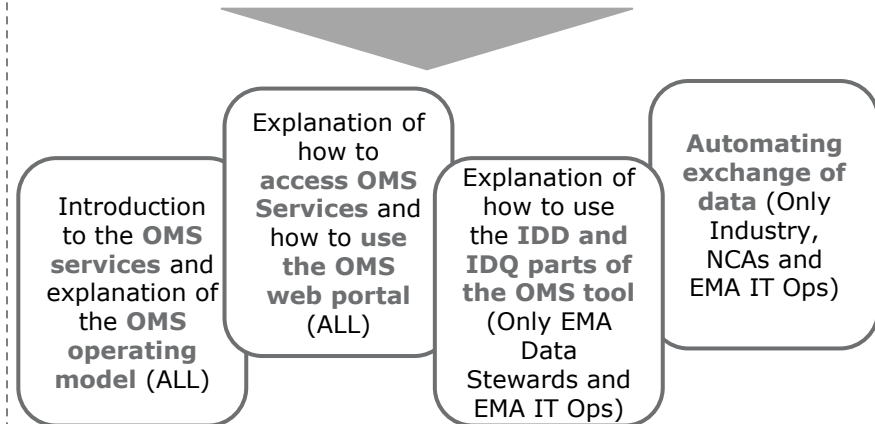 Introduction
to the OMS
services and
explanation of
the OMS
operating
model (ALL)
Explanation of
how to
access OMS
Services and
how to use
the OMS
web portal
(ALL)
Explanation of
how to use
the IDD and
IDQ parts of
the OMS tool
(Only EMA
Data
Stewards and
EMA IT Ops)
Automating
exchange of
data (Only
Industry,
NCAs and
EMA IT Ops)